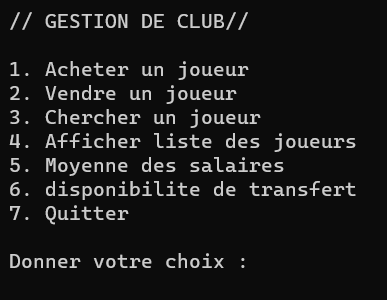 // GESTION DE CLUB//
1. Acheter un joueur
2. Vendre un joueur
3. Chercher un joueur
4. Afficher liste des joueurs
5. Moyenne des salaires
6. disponibilite de transfert
7. Quitter
Donner votre choix :